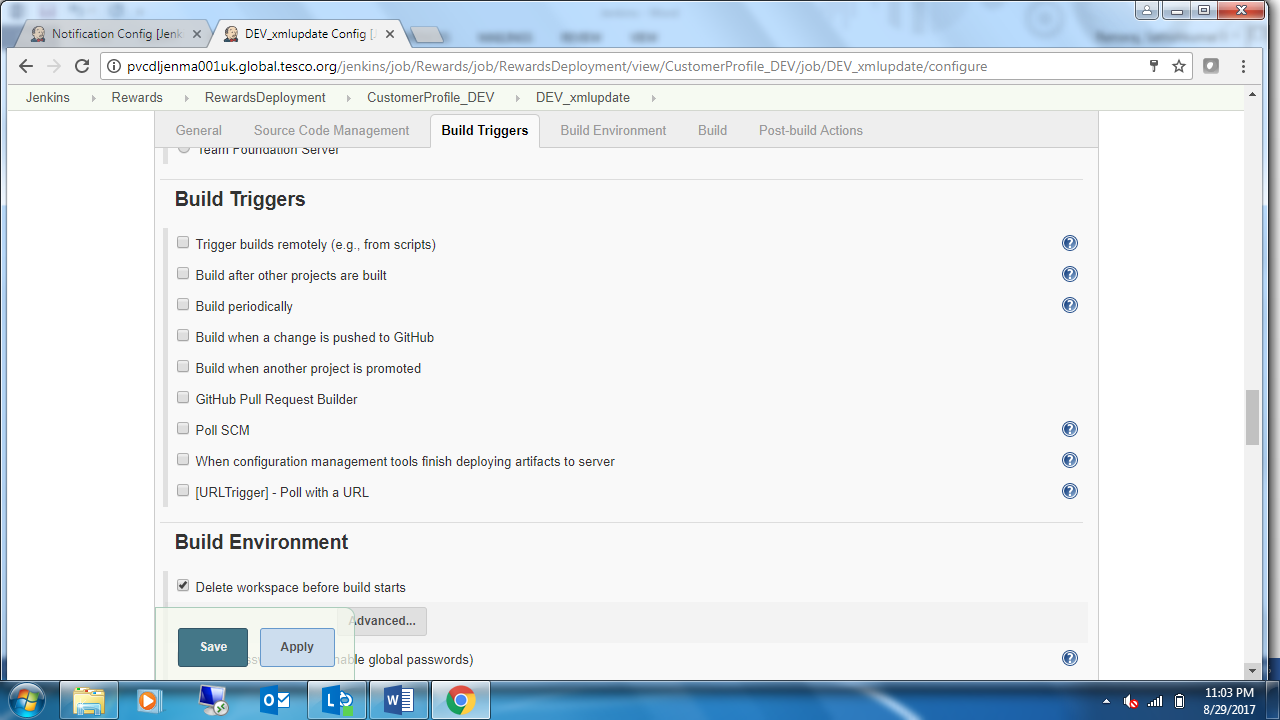 Notification Config [Jenk
DEV_xmlupdate Config [J
pvcdljenma001uk.global.tesco.org/jenkins/job/Rewards/job/RewardsDeployment/view/CustomerProfile_DEV/job/DEV_xmlupdate/configure
Jenkins Rewards RewardsDeployment CustomerProfile_DEV DEV_xmlupdate
General Source Code Management Build Triggers Build Environment Build Post-build Actions
Team Foundation Server
Build Triggers
Trigger builds remotely (e.g., from scripts)
Build after other projects are built
Build periodically
Build when a change is pushed to GitHub
Build when another project is promoted
GitHub Pull Request Builder
Poll SCM
When configuration management tools finish deploying artifacts to server
[URLTrigger] - Poll with a URL
Build Environment
Delete workspace before build starts
Advanced...
Save Apply
global passwords)
11:03 PM
8/29/2017